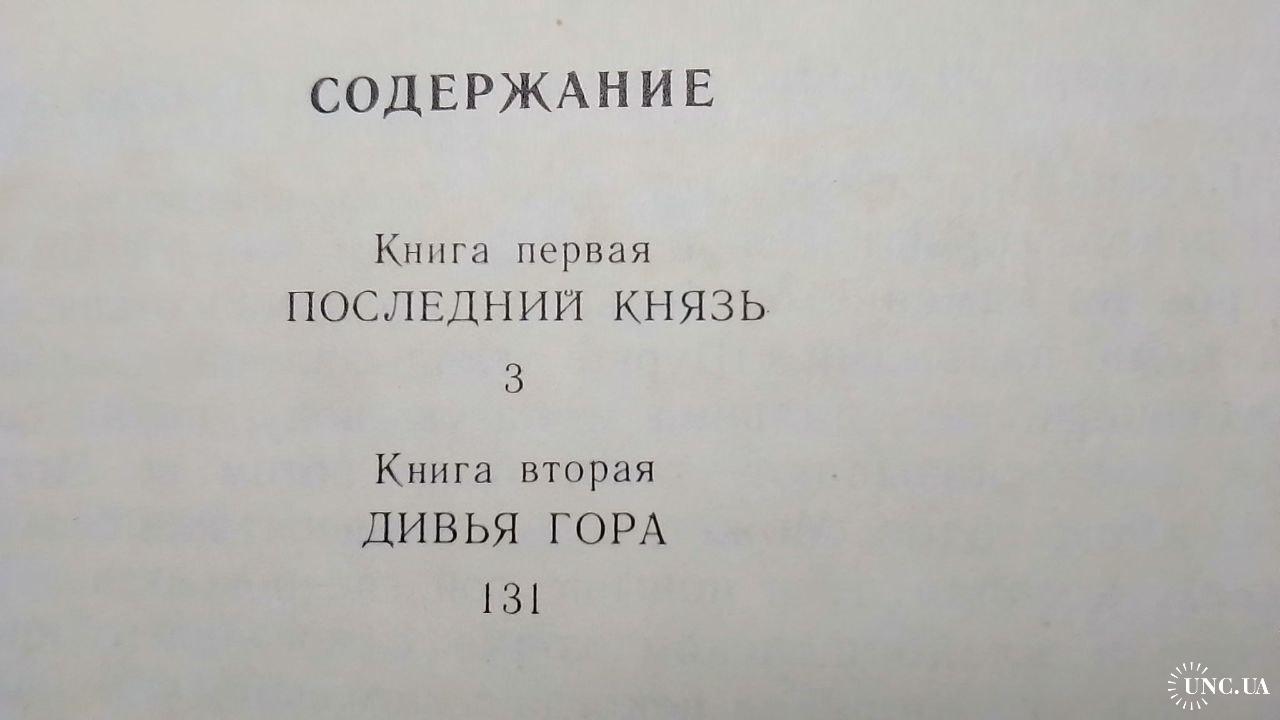 СОДЕРЖАНИЕ
Книга первая
ПОСЛЕДНИЙ КНЯЗЬ
3
Книга вторая
ДИВЬЯ ГОРА
131
UNC.UA